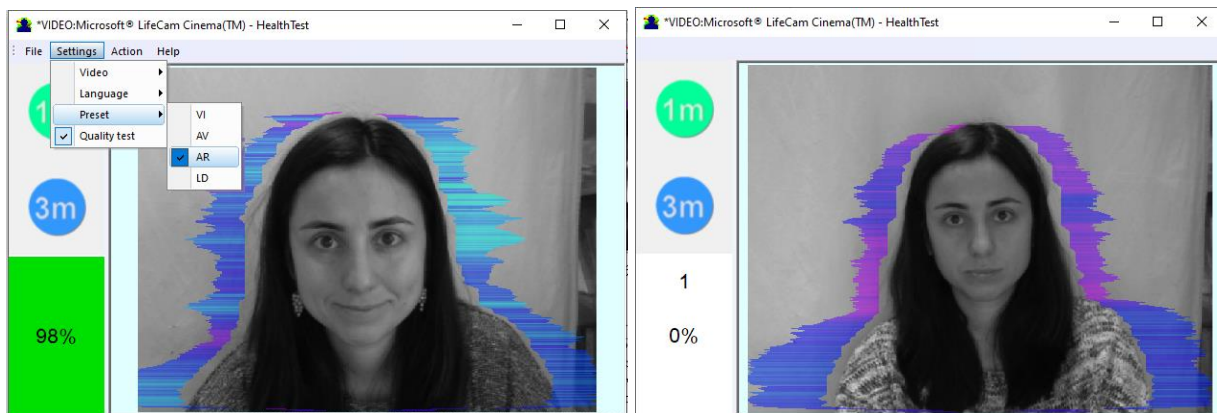 *VIDEO:Microsoft® LifeCam Cinema(TM) - HealthTest
File Settings Action Help
Video
Language
Preset
Quality test
VI
AV
AR
LD
1
3m
98%
*VIDEO:Microsoft® LifeCam Cinema(TM) - HealthTest
1m
3m
1
0%